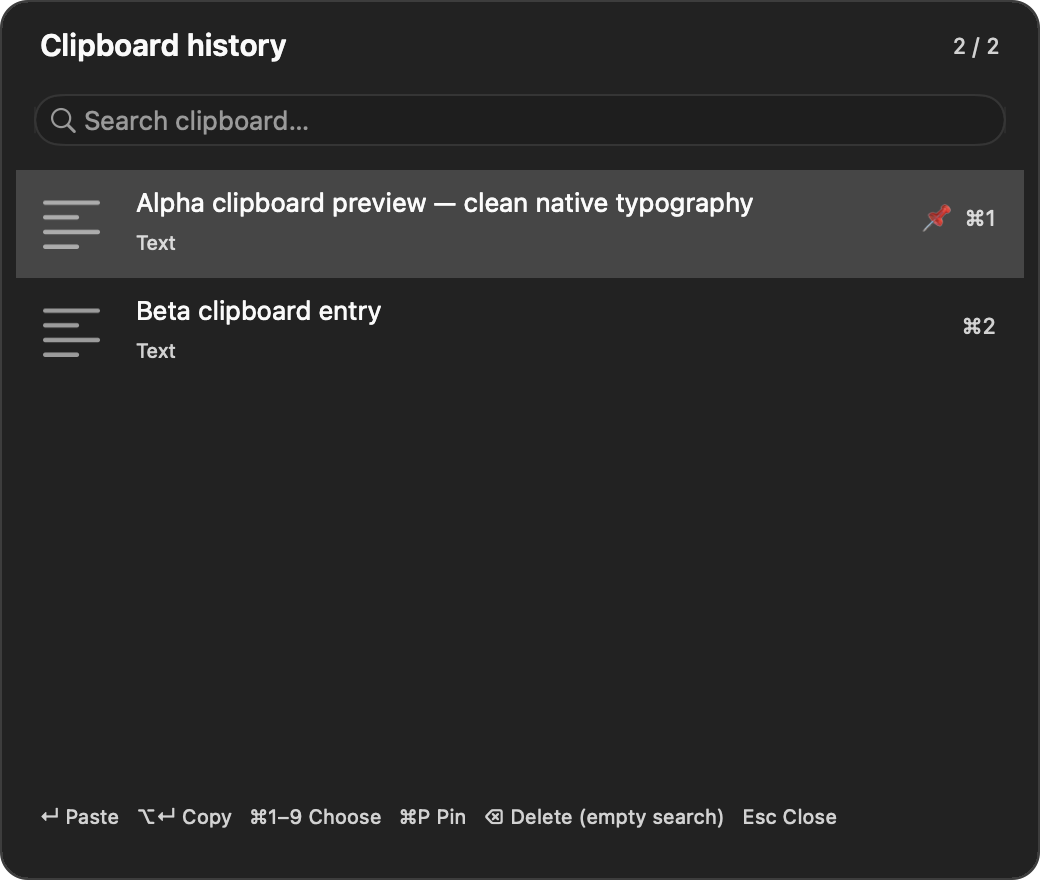 Clipboard history
2 / 2
Search clipboard...
Alpha clipboard preview — clean native typography
Text
⌘1
Beta clipboard entry
Text
⌘2
↵ Paste ⌥↵ Copy ⌘1–9 Choose ⌘P Pin ⌫ Delete (empty search) Esc Close